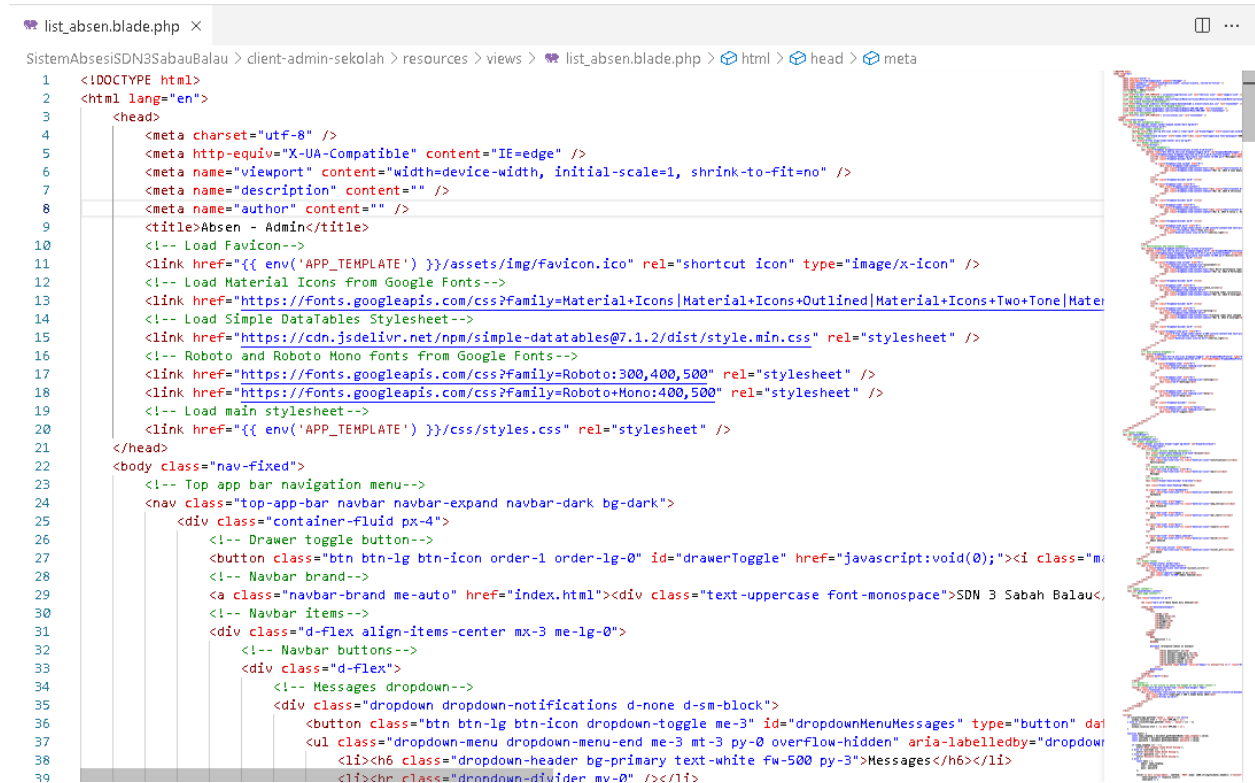 list_absen.blade.php ×
SistemAbsesiSDN3SabauBalau > client-admin-sekolah > resources > views > list_absen.blade.php > html > head > meta
1 <!DOCTYPE html>
2 <html lang="en">
3 <head>
4 <meta charset="utf-8" />
5 <meta http-equiv="X-UA-Compatible" content="IE=edge" />
6 <meta name="viewport" content="width=device-width, initial-scale=1, shrink-to-fit=no" />
7 <meta name="description" content="" />
8 <meta name="author" content="" />
9 <title>Absen - Admin</title>
10 <!-- Load Favicon-->
11 <link href="{{ env('APP_TEMPLATE') }}/assets/img/favicon.ico" rel="shortcut icon" type="image/x-icon" />
12 <!-- Load Material Icons from Google Fonts-->
13 <link href="https://fonts.googleapis.com/css?family=Material+Icons|Material+Icons+Outlined|Material+Icons+Two+Tone|Mater
14 <!-- Load Simple DataTables Stylesheet-->
15 <link href="https://cdn.jsdelivr.net/npm/simple-datatables@7.1.2/dist/style.min.css" rel="stylesheet" />
16 <!-- Roboto and Roboto Mono fonts from Google Fonts-->
17 <link href="https://fonts.googleapis.com/css?family=Roboto:300,400,500" rel="stylesheet" />
18 <link href="https://fonts.googleapis.com/css?family=Roboto+Mono:400,500" rel="stylesheet" />
19 <!-- Load main stylesheet-->
20 <link href="{{ env('APP_TEMPLATE') }}/css/styles.css" rel="stylesheet" />
21 </head>
22 <body class="nav-fixed">
23 <!-- Top app bar navigation menu-->
24 <nav class="top-app-bar navbar navbar-expand navbar-dark bg-dark">
25 <div class="container-fluid px-4">
26 <!-- Drawer toggle button-->
27 <button class="btn btn-lg btn-icon order-1 order-lg-0" id="drawerToggle" href="javascript:void(0);"><i class="ma
28 <!-- Navbar brand-->
29 <a class="navbar-brand me-auto" href="index.html"><div class="text-uppercase font-monospace">SDN 3 Sabah Balau</
30 <!-- Navbar items-->
31 <div class="d-flex align-items-center mx-3 me-lg-0">
32 <!-- Navbar buttons-->
33 <div class="d-flex">
34 <!-- Messages dropdown-->
35 <div class="dropdown dropdown-notifications d-none d-sm-block">
36 <button class="btn btn-lg btn-icon dropdown-toggle me-3" id="dropdownMenuMessages" type="button" dat
37 <ul class="dropdown-menu dropdown-menu-end me-3 mt-3 py-0 overflow-hidden" aria-labelledby="dropdown
38 <li><h6 class="dropdown-header bg-primary text-white fw-500 py-3">Messages</h6></li>
39 <li><hr class="dropdown-divider my-0" /></li>